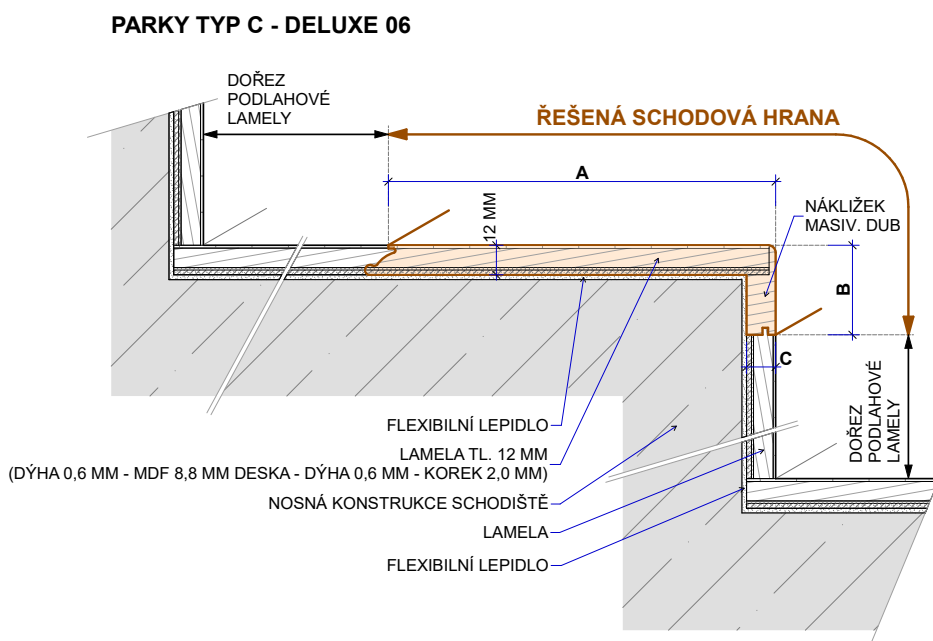 PARKY TYP C - DELUXE 06
DOŘEZ
PODLAHOVÉ
LAMELY
ŘEŠENÁ SCHODOVÁ HRANA
A
12 MM
NÁKLIŽEK
MASIV. DUB
B
C
DOŘEZ
PODLAHOVÉ
LAMELY
FLEXIBILNÍ LEPIDLO
LAMELA TL. 12 MM
(DÝHA 0,6 MM - MDF 8,8 MM DESKA - DÝHA 0,6 MM - KOREK 2,0 MM)
NOSNÁ KONSTRUKCE SCHODIŠTĚ
LAMELA
FLEXIBILNÍ LEPIDLO